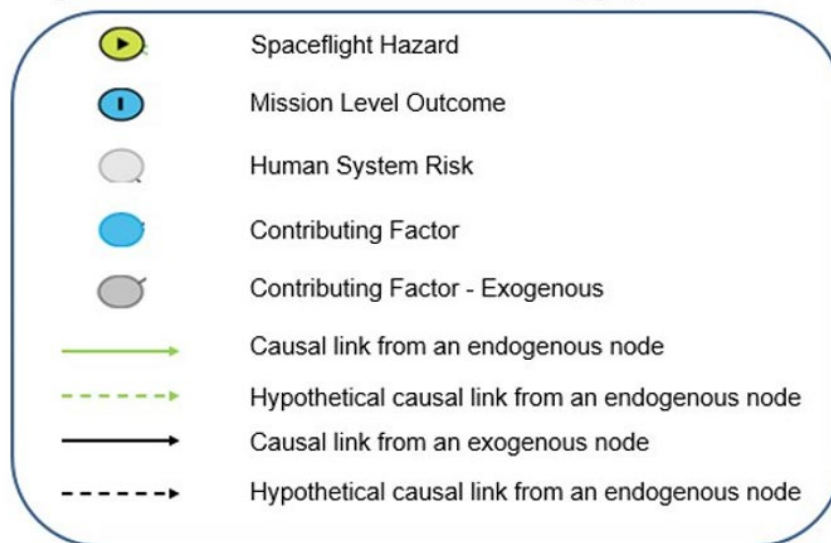 Spaceflight Hazard
Mission Level Outcome
Human System Risk
Contributing Factor
Contributing Factor - Exogenous
Causal link from an endogenous node
Hypothetical causal link from an endogenous node
Causal link from an exogenous node
Hypothetical causal link from an endogenous node